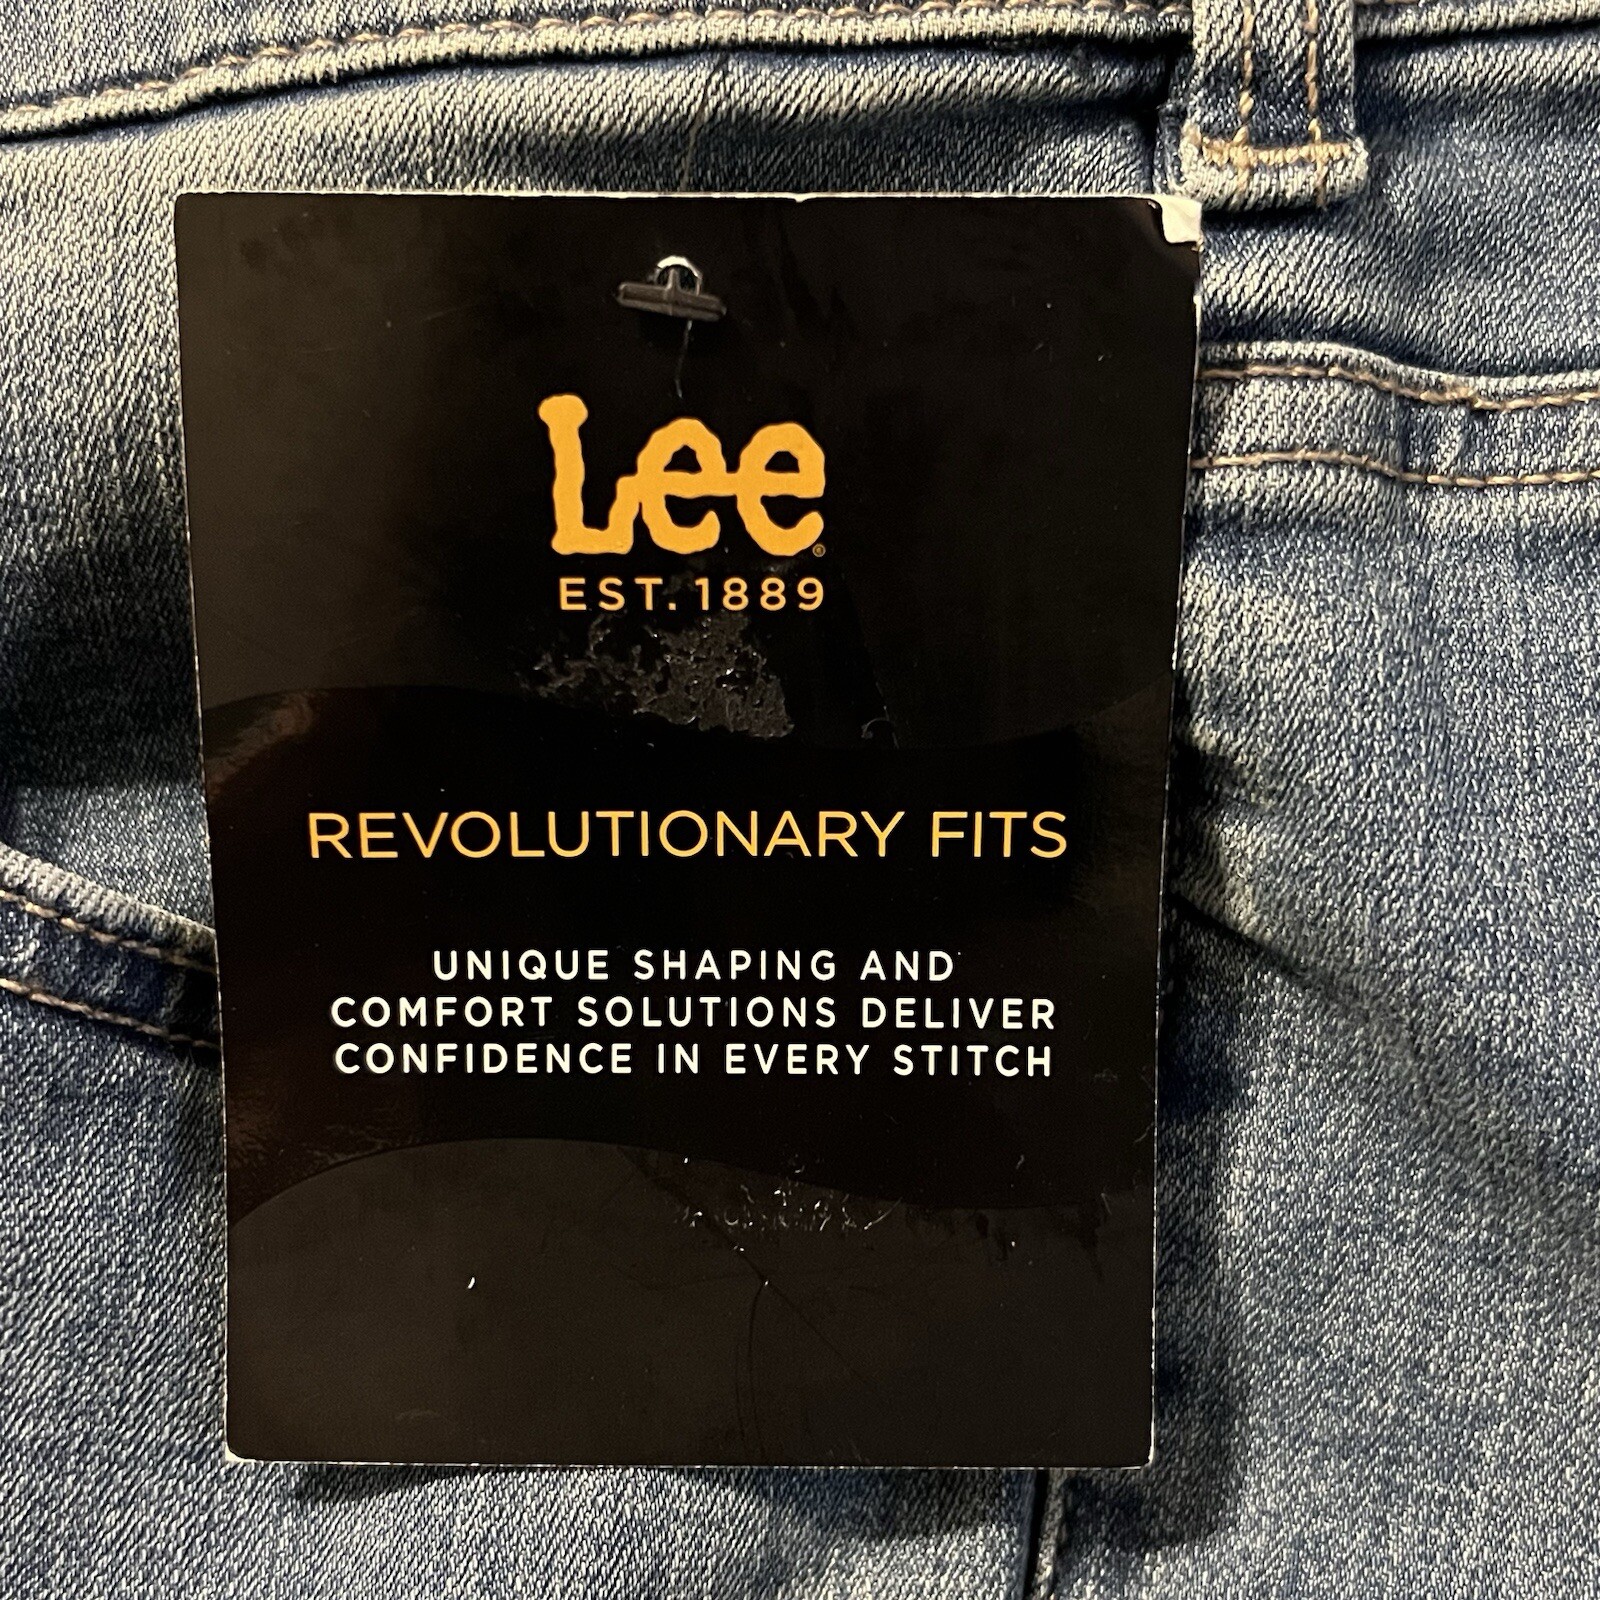 Lee®
EST. 1889
REVOLUTIONARY FITS
UNIQUE SHAPING AND
COMFORT SOLUTIONS DELIVER
CONFIDENCE IN EVERY STITCH